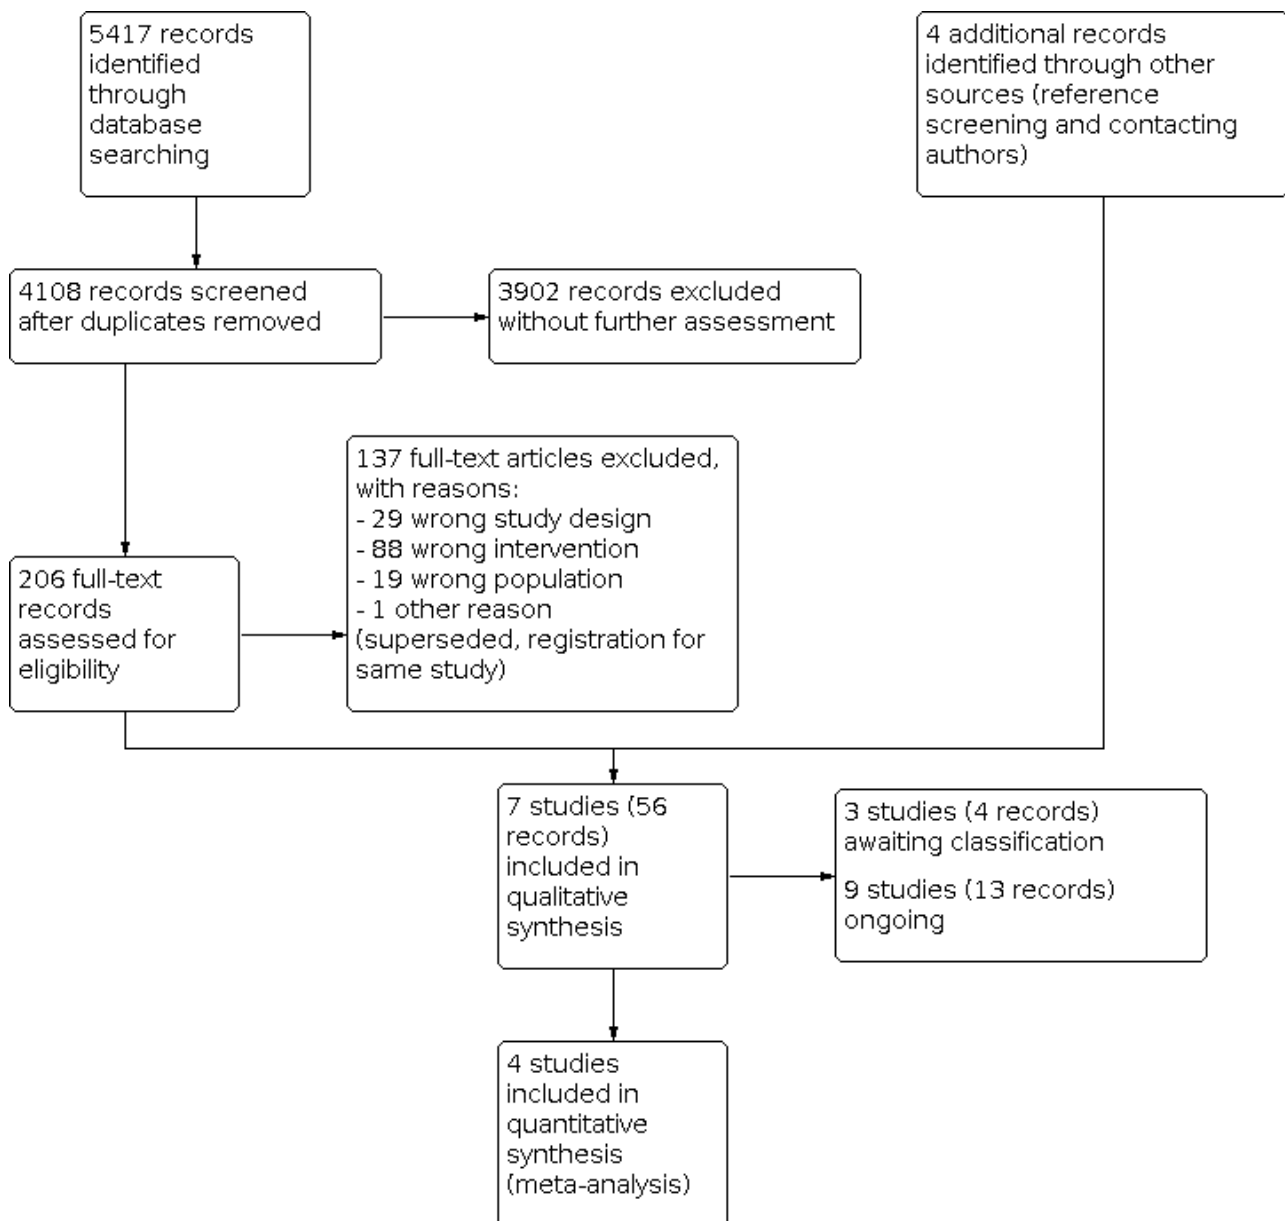 5417 records
identified
through
database
searching
4 additional records
identified through other
sources (reference
screening and contacting
authors)
4108 records screened
after duplicates removed
3902 records excluded
without further assessment
137 full-text articles excluded,
with reasons:
- 29 wrong study design
- 88 wrong intervention
- 19 wrong population
- 1 other reason
(superseded, registration for
same study)
206 full-text
records
assessed for
eligibility
7 studies (56
records)
included in
qualitative
synthesis
3 studies (4 records)
awaiting classification
9 studies (13 records)
ongoing
4 studies
included in
quantitative
synthesis
(meta-analysis)